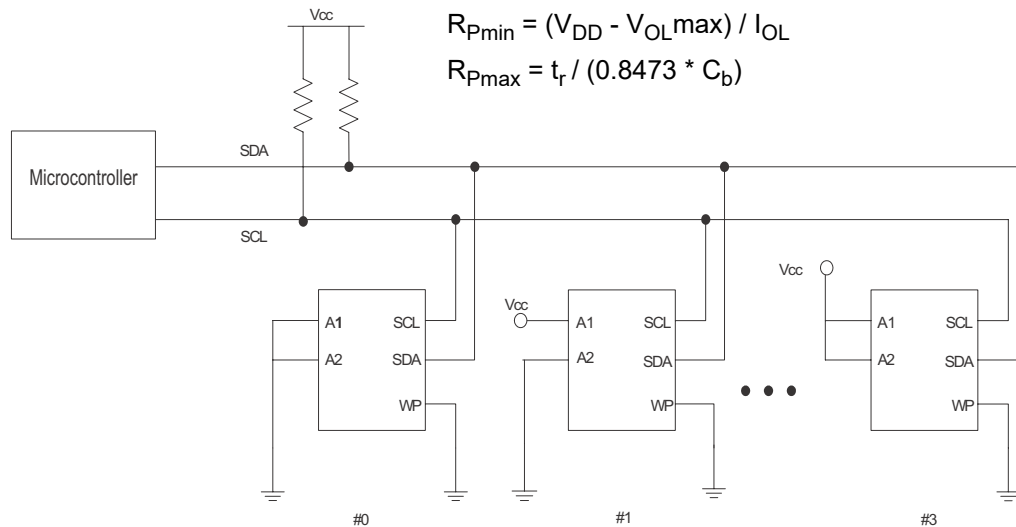 Vcc
R_Pmin = (V_DD - V_OLmax) / I_OL
R_Pmax = t_r / (0.8473 * C_b)
SDA
Microcontroller
SCL
Vcc
Vcc
A1 SCL
A2 SDA
WP
A1 SCL
A2 SDA
WP
A1 SCL
A2 SDA
WP
#0 #1 #3